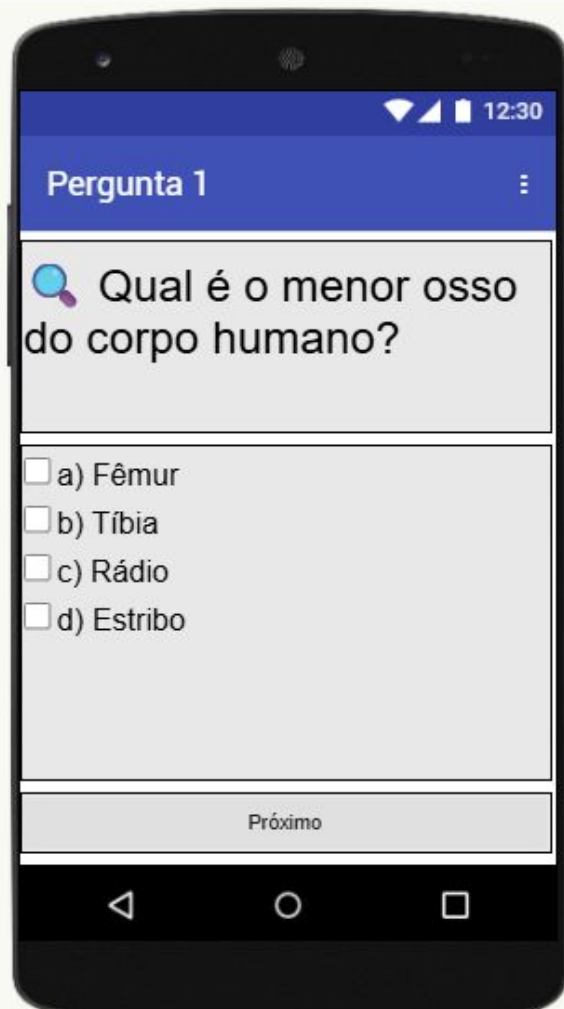 12:30
Pergunta 1
Qual é o menor osso
do corpo humano?
a) Fêmur
b) Tíbia
c) Rádio
d) Estribo
Próximo